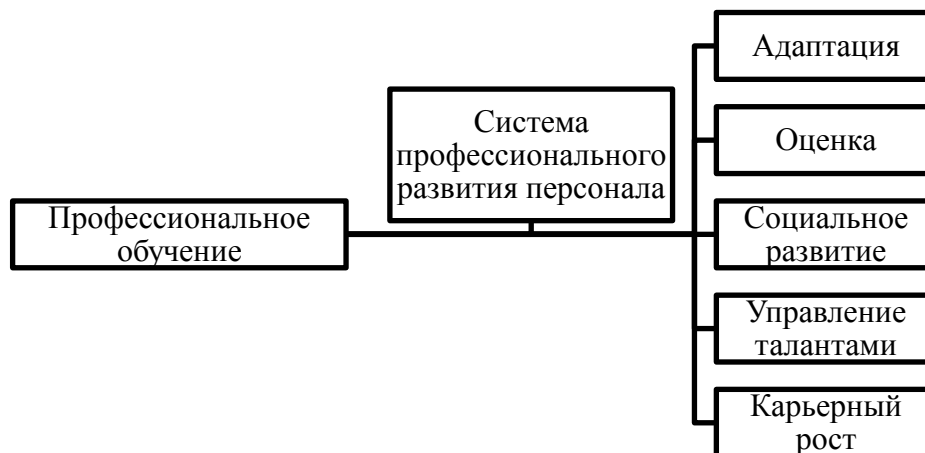 Адаптация
Система
профессионального
развития персонала
Оценка
Профессиональное
обучение
Социальное
развитие
Управление
талантами
Карьерный
рост